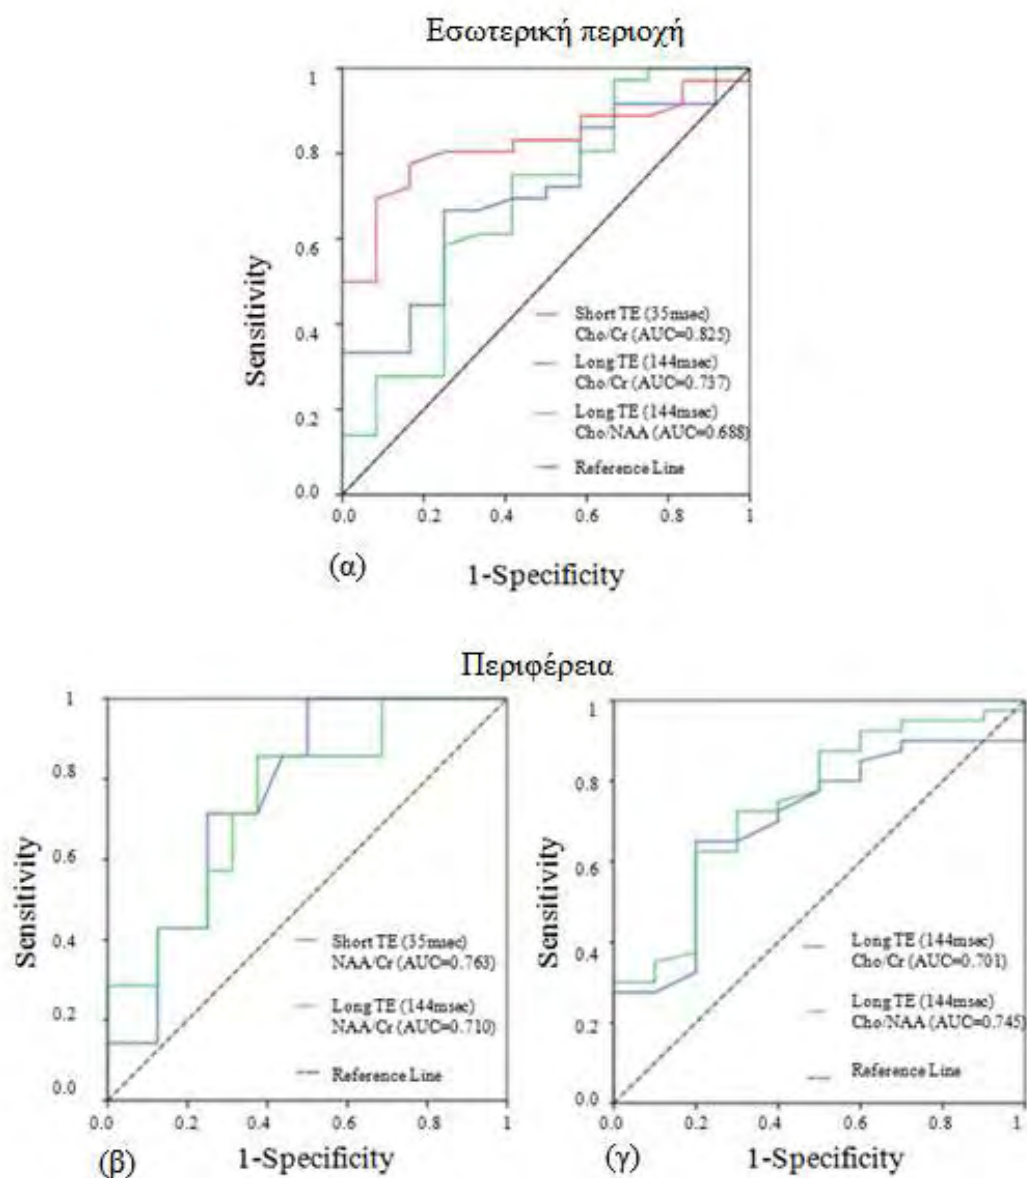 Εσωτερική περιοχή
1
0.8
0.6
0.4
0.2
0.0
Sensitivity
Short TE (35msec)
Cho/Cr (AUC=0.825)
Long TE (144msec)
Cho/Cr (AUC=0.737)
Long TE (144msec)
Cho/NAA (AUC=0.688)
Reference Line
0.0 0.2 0.4 0.6 0.8 1
(α)
1-Specificity
Περιφέρεια
1
0.8
0.6
0.4
0.2
0.0
Sensitivity
Short TE (35msec)
NAA/Cr (AUC=0.763)
Long TE (144msec)
NAA/Cr (AUC=0.710)
Reference Line
0.0 0.2 0.4 0.6 0.8 1
(β)
1-Specificity
1
0.8
0.6
0.4
0.2
0.0
Sensitivity
Long TE (144msec)
Cho/Cr (AUC=0.701)
Long TE (144msec)
Cho/NAA (AUC=0.745)
Reference Line
0.0 0.2 0.4 0.6 0.8 1
(γ)
1-Specificity